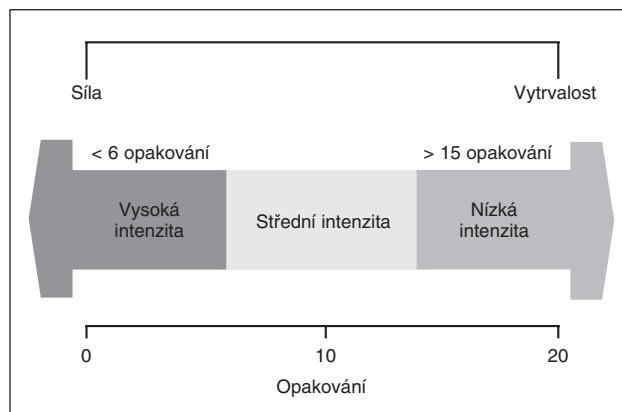 Síla Vytrvalost
< 6 opakování > 15 opakování
Vysoká
intenzita
Střední intenzita
Nízká
intenzita
0 10 20
Opakování